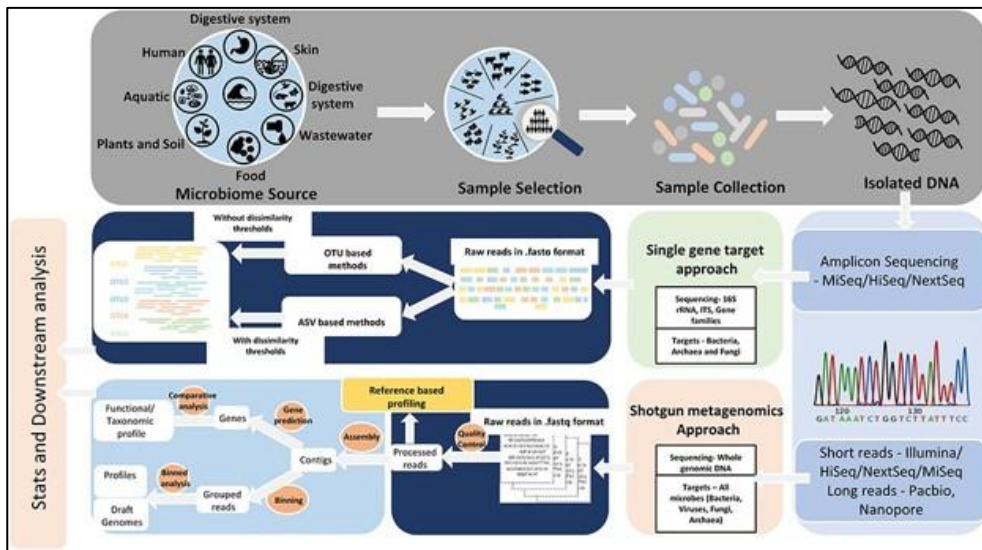 Digestive system
Human
Skin
Aquatic
Digestive system
Plants and Soil
Wastewater
Food
Microbiome Source
Sample Selection
Sample Collection
Isolated DNA
Stats and Downstream analysis
Without dissimilarity
thresholds
OTU based
methods
ASV based methods
With dissimilarity
thresholds
Raw reads in .fastq format
Single gene target
approach
Sequencing- 16S
rRNA, ITS, Gene
families
Targets - Bacteria,
Archaea and Fungi
Amplicon Sequencing
- MiSeq/HiSeq/NextSeq
120
130
GAT AAAT CTGGTCTTATTTCC
Functional/
Taxonomic
profile
Comparative
analysis
Genes
Gene
prediction
Profiles
Draft
Genomes
Binned
analysis
Grouped
reads
Binning
Contigs
Assembly
Reference based
profiling
Processed
reads
Quality
Control
Raw reads in .fastq format
Shotgun metagenomics
Approach
Sequencing- Whole
genomic DNA
Targets – All
microbes (Bacteria,
Viruses, Fungi,
Archaea)
Short reads - Illumina/
HiSeq/NextSeq/MiSeq
Long reads - Pacbio,
Nanopore